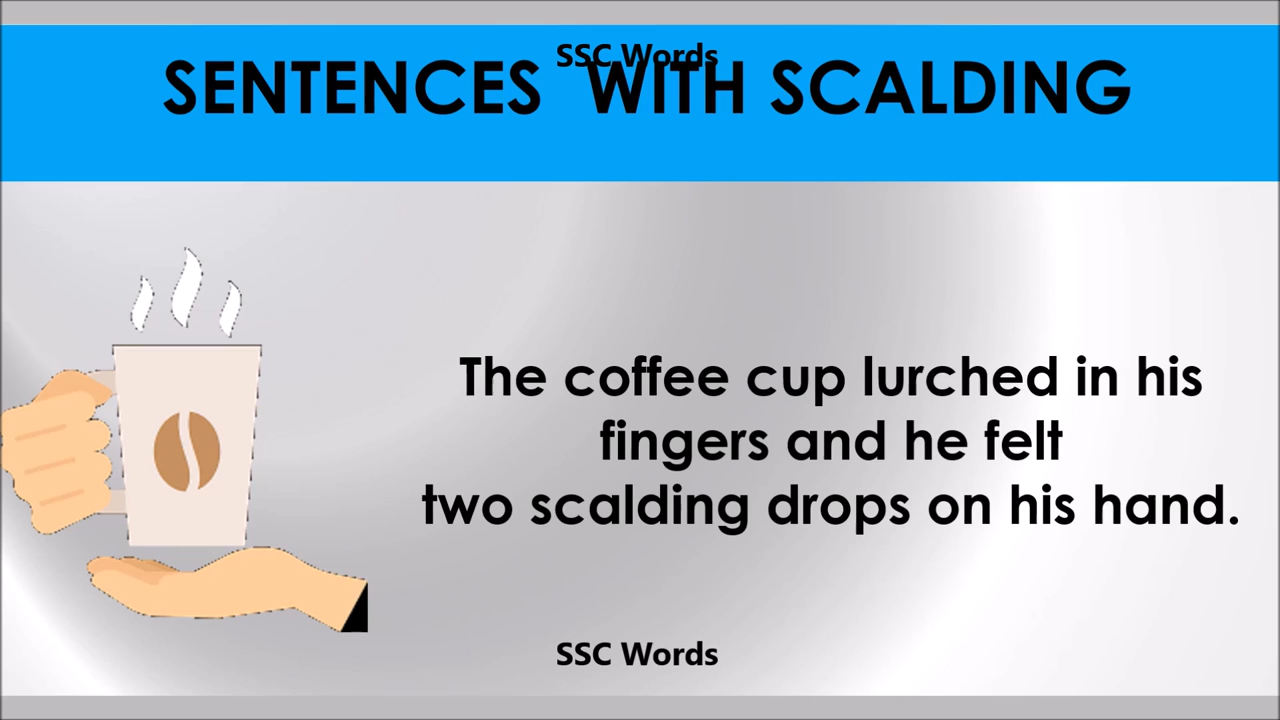 SSC Words
SENTENCES WITH SCALDING
The coffee cup lurched in his
fingers and he felt
two scalding drops on his hand.
SSC Words